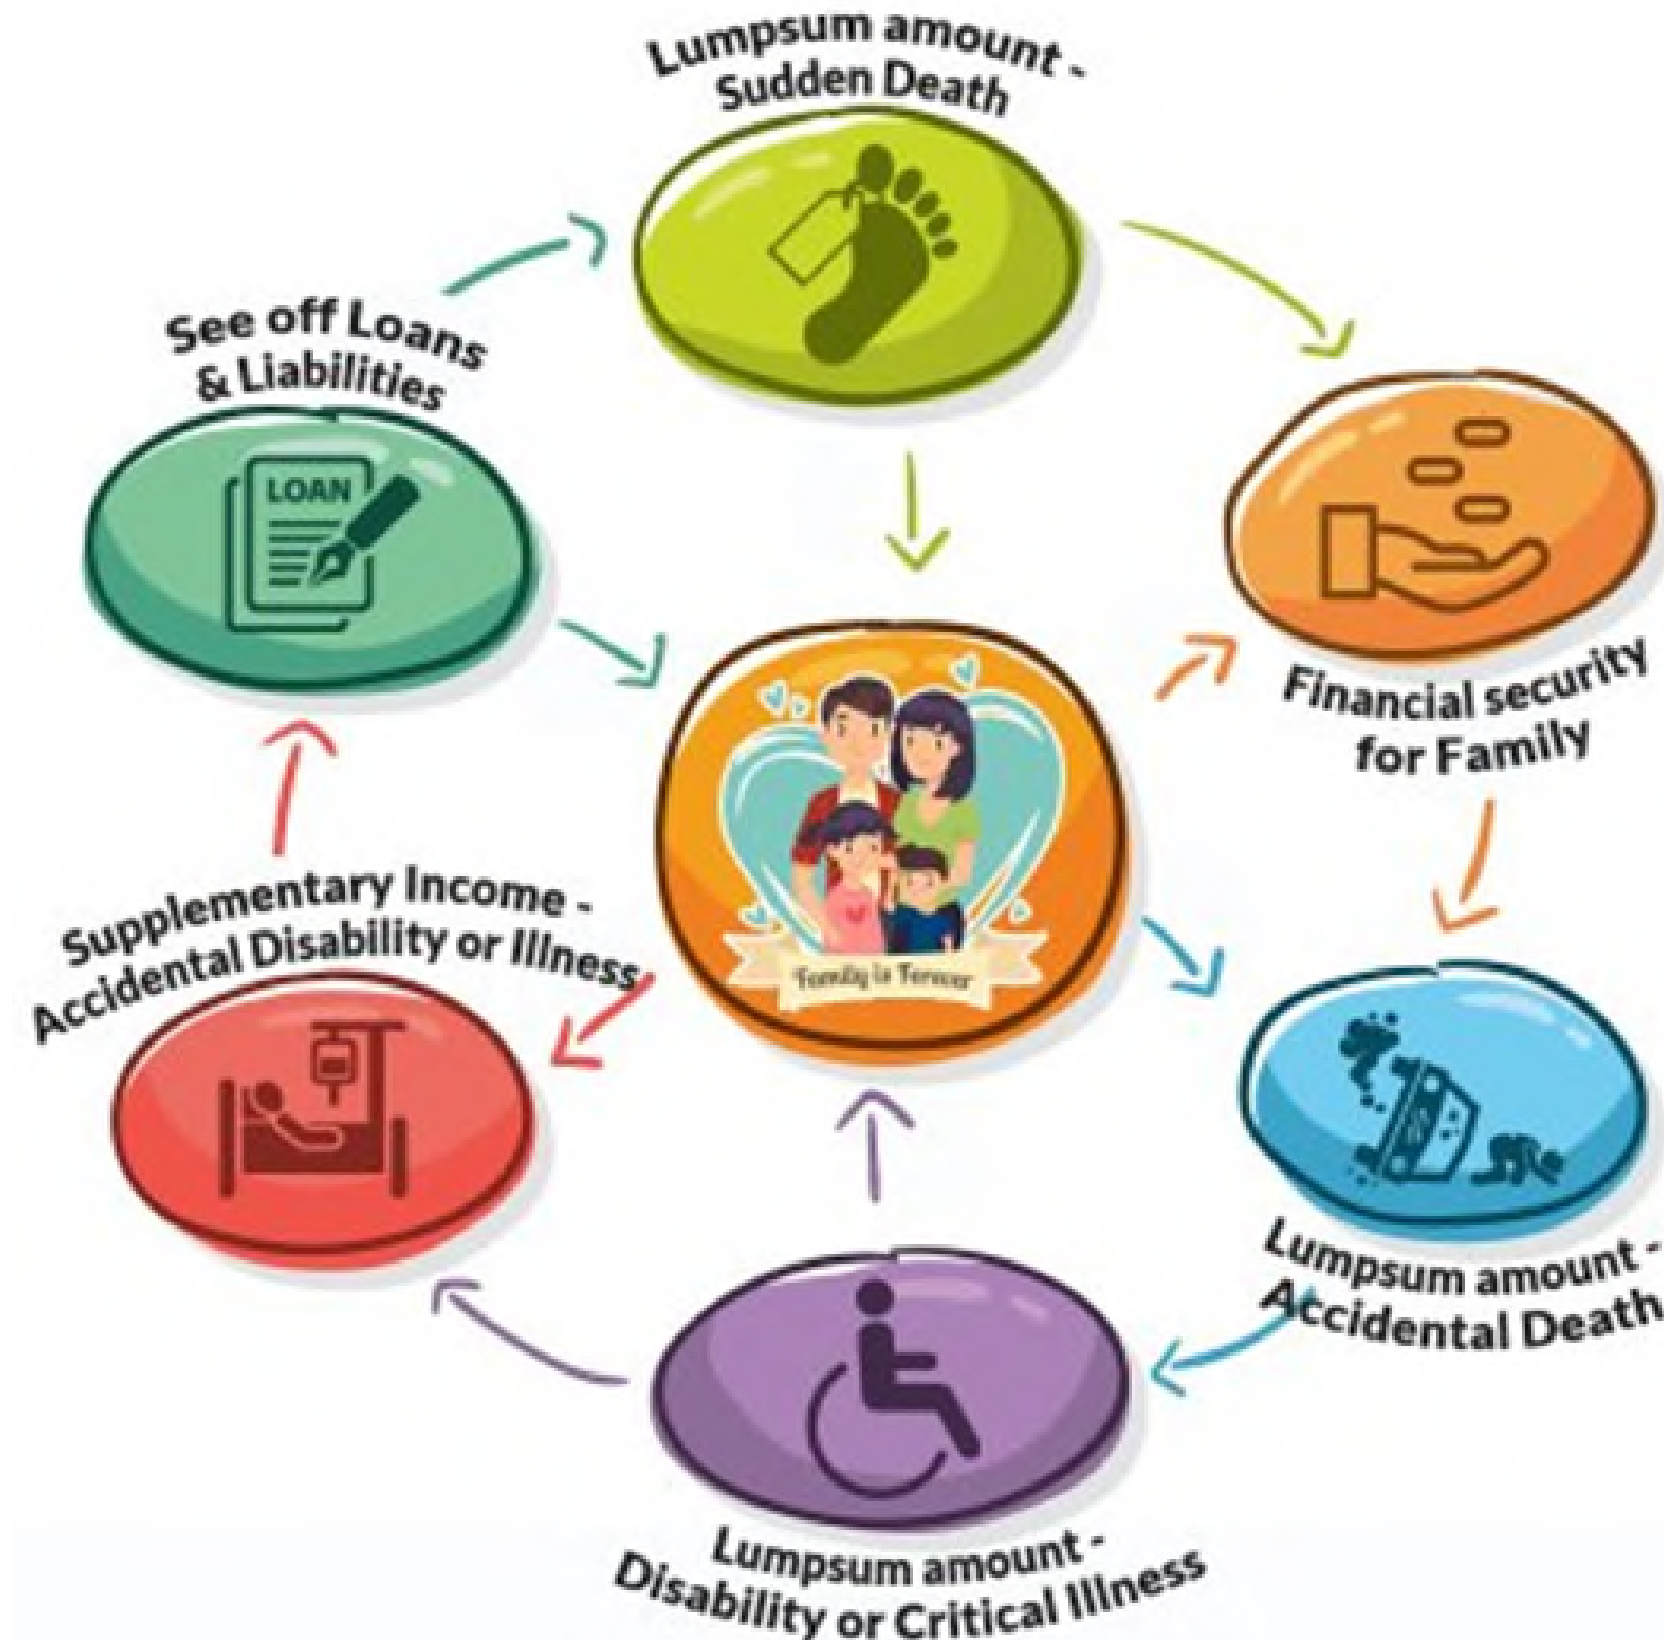 Lumpsum amount -
Sudden Death
See off Loans
& Liabilities
LOAN
Financial security
for Family
Supplementary Income -
Accidental Disability or Illness
Family is Forever
Lumpsum amount -
Accidental Death
Lumpsum amount -
Disability or Critical Illness